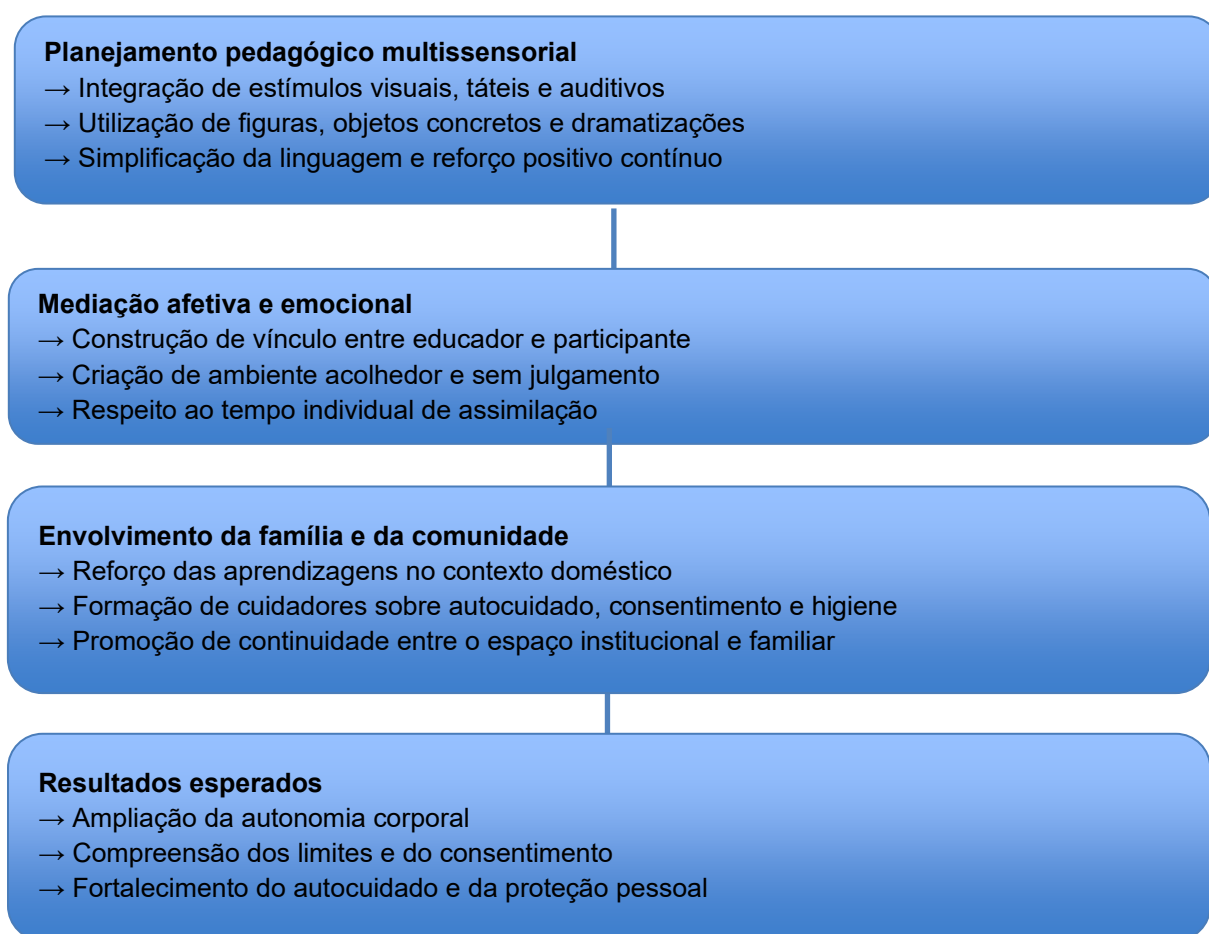 Planejamento pedagógico multissensorial
→ Integração de estímulos visuais, táteis e auditivos
→ Utilização de figuras, objetos concretos e dramatizações
→ Simplificação da linguagem e reforço positivo contínuo
Mediação afetiva e emocional
→ Construção de vínculo entre educador e participante
→ Criação de ambiente acolhedor e sem julgamento
→ Respeito ao tempo individual de assimilação
Envolvimento da família e da comunidade
→ Reforço das aprendizagens no contexto doméstico
→ Formação de cuidadores sobre autocuidado, consentimento e higiene
→ Promoção de continuidade entre o espaço institucional e familiar
Resultados esperados
→ Ampliação da autonomia corporal
→ Compreensão dos limites e do consentimento
→ Fortalecimento do autocuidado e da proteção pessoal